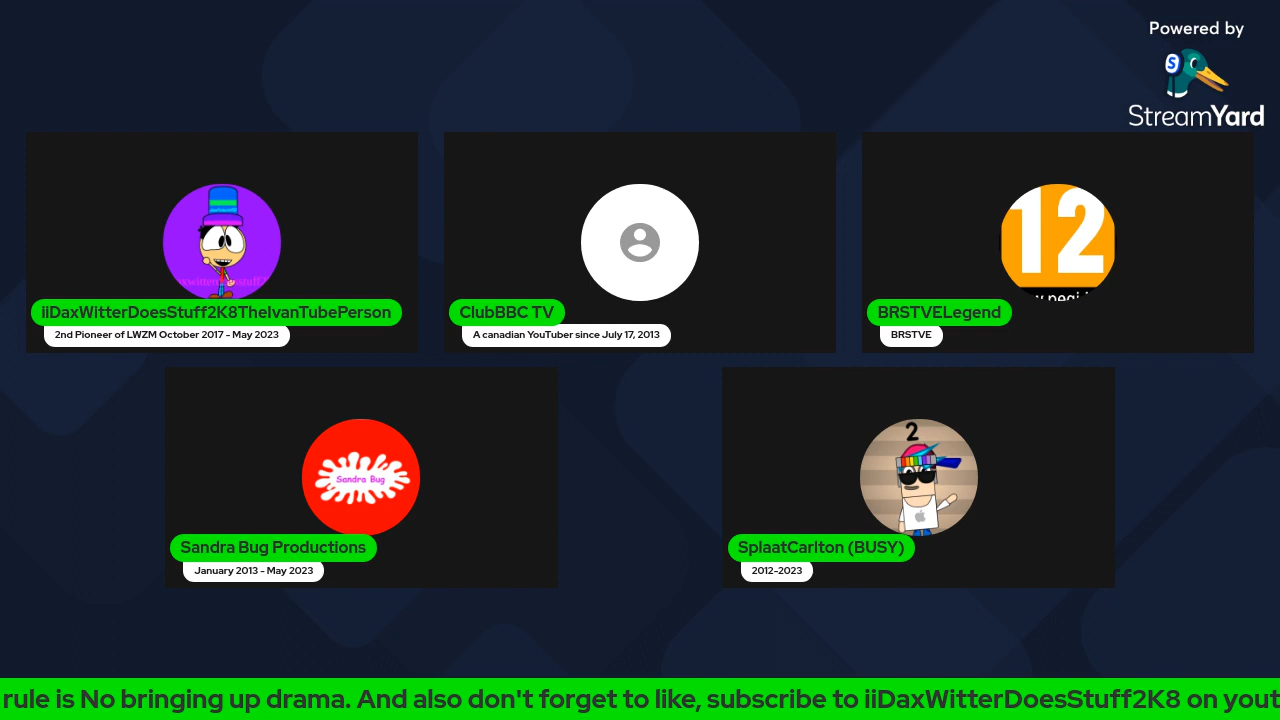 Powered by
StreamYard
iiDaxWitterDoesStuff2K8TheIvanTubePerson
2nd Pioneer of LWZM October 2017 - May 2023
ClubBBC TV
A canadian YouTuber since July 17, 2013
12
BRSTVELegend
BRSTVE
Sandra Bug
Sandra Bug Productions
January 2013 - May 2023
2
SplaatCarlton (BUSY)
2012-2023
rule is No bringing up drama. And also don't forget to like, subscribe to iiDaxWitterDoesStuff2K8 on yout